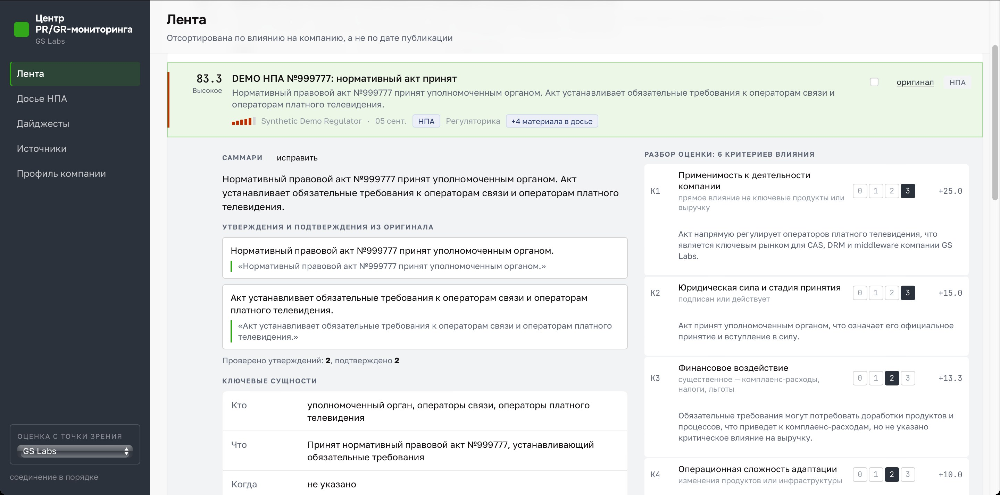 Центр
PR/GR-мониторинга
GS Labs
Лента
Досье НПА
Дайджесты
Источники
Профиль компании
ОЦЕНКА С ТОЧКИ ЗРЕНИЯ
GS Labs
соединение в порядке
Лента
Отсортирована по влиянию на компанию, а не по дате публикации
83.3
Высокое
DEMO НПА №999777: нормативный акт принят
Нормативный правовой акт №999777 принят уполномоченным органом. Акт устанавливает обязательные требования к операторам связи и
операторам платного телевидения.
Synthetic Demo Regulator · 05 сент. НПА Регуляторика +4 материала в досье
оригинал НПА
САММАРИ исправить
Нормативный правовой акт №999777 принят уполномоченным органом. Акт
устанавливает обязательные требования к операторам связи и операторам платного
телевидения.
УТВЕРЖДЕНИЯ И ПОДТВЕРЖДЕНИЯ ИЗ ОРИГИНАЛА
Нормативный правовой акт №999777 принят уполномоченным органом.
«Нормативный правовой акт №999777 принят уполномоченным органом.»
Акт устанавливает обязательные требования к операторам связи и операторам
платного телевидения.
«Акт устанавливает обязательные требования к операторам связи и операторам платного
телевидения.»
Проверено утверждений: 2, подтверждено 2
КЛЮЧЕВЫЕ СУЩНОСТИ
Кто
уполномоченный орган, операторы связи, операторы платного
телевидения
Что
Принят нормативный правовой акт №999777, устанавливающий
обязательные требования
Когда
не указано
РАЗБОР ОЦЕНКИ: 6 КРИТЕРИЕВ ВЛИЯНИЯ
К1
Применимость к деятельности
компании
прямое влияние на ключевые продукты или
выручку
0 1 2 3
+25.0
Акт напрямую регулирует операторов платного телевидения, что
является ключевым рынком для CAS, DRM и middleware компании GS
Labs.
К2
Юридическая сила и стадия принятия
подписан или действует
0 1 2 3
+15.0
Акт принят уполномоченным органом, что означает его официальное
принятие и вступление в силу.
К3
Финансовое воздействие
существенное — комплаенс-расходы,
налоги, льготы
0 1 2 3
+13.3
Обязательные требования могут потребовать доработки продуктов и
процессов, что приведет к комплаенс-расходам, но не указано
критическое влияние на выручку.
К4
Операционная сложность адаптации
изменения продуктов или инфраструктуры
0 1 2 3
+10.0